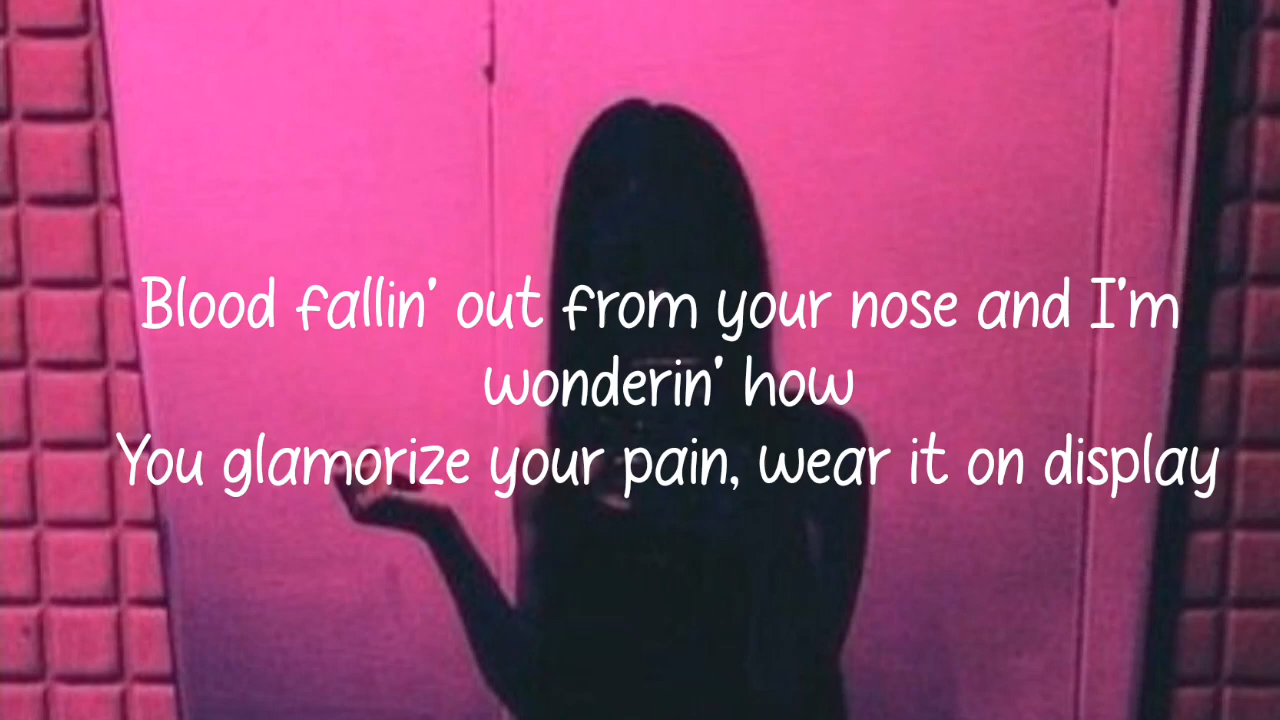 Blood fallin' out from your nose and I'm
wonderin' how
You glamorize your pain, wear it on display